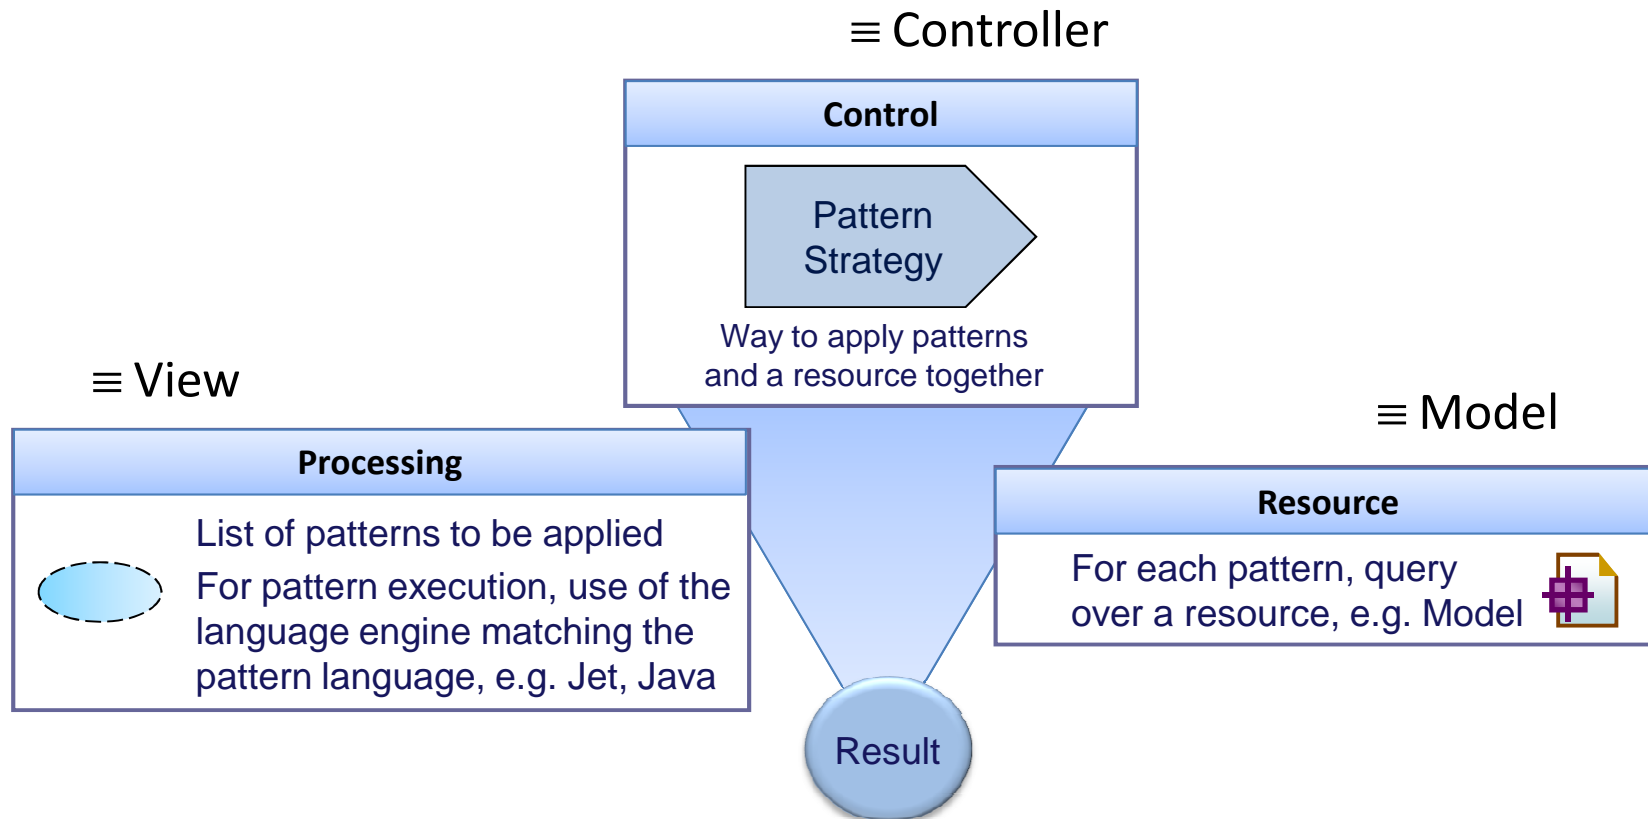 ≡ Controller
Control
Pattern
Strategy
Way to apply patterns
and a resource together
≡ View
Processing
List of patterns to be applied
For pattern execution, use of the
language engine matching the
pattern language, e.g. Jet, Java
≡ Model
Resource
For each pattern, query
over a resource, e.g. Model
Result